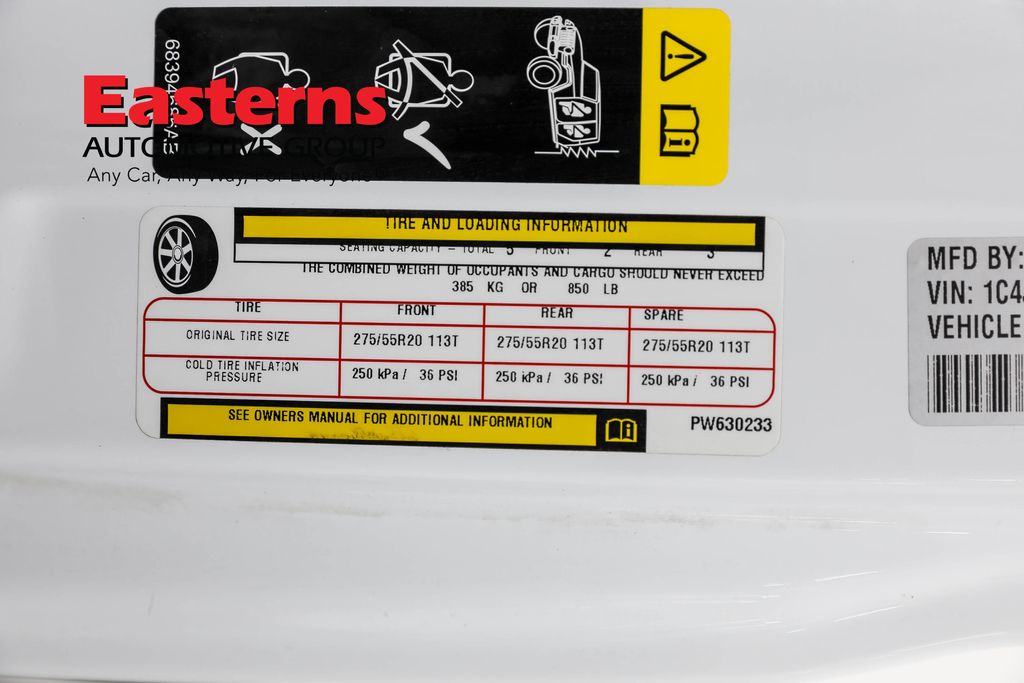 Easterns
AUTOMOTIVE GROUP
Any Car, Any Way, For Everyone
TIRE AND LOADING INFORMATION
SEATING CAPACITY – TOTAL 5 FRONT 2 REAR 3
THE COMBINED WEIGHT OF OCCUPANTS AND CARGO SHOULD NEVER EXCEED
385 KG OR 850 LB
TIRE FRONT REAR SPARE
ORIGINAL TIRE SIZE 275/55R20 113T 275/55R20 113T 275/55R20 113T
COLD TIRE INFLATION
PRESSURE 250 kPa / 36 PSI 250 kPa / 36 PSI 250 kPa / 36 PSI
SEE OWNERS MANUAL FOR ADDITIONAL INFORMATION
PW630233
MFD BY:
VIN: 1C4
VEHICLE